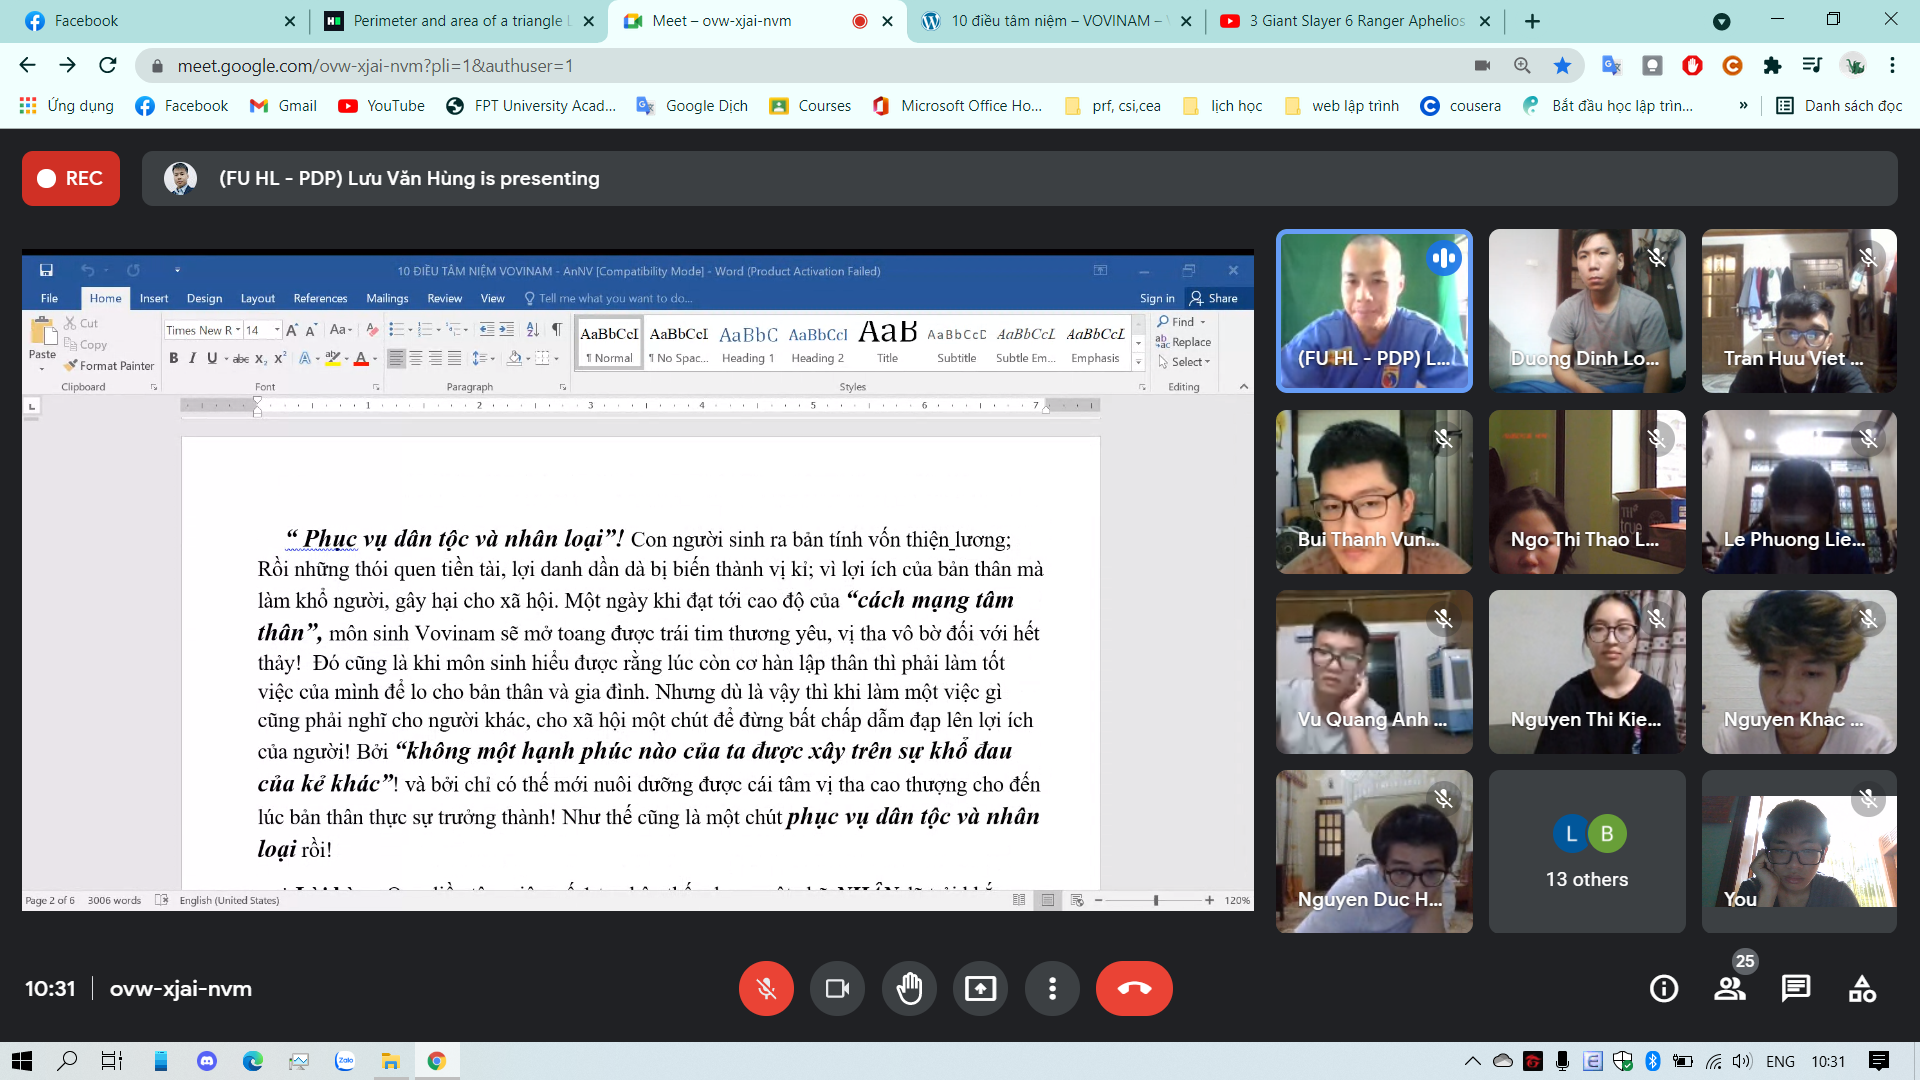 Facebook
Perimeter and area of a triangle
Meet – ovw-xjai-nvm
10 điều tâm niệm – VOVINAM –
3 Giant Slayer 6 Ranger Aphelios
meet.google.com/ovw-xjai-nvm?pli=1&authuser=1
Ứng dụng
Facebook
Gmail
YouTube
FPT University Acad...
Google Dịch
Courses
Microsoft Office Ho...
prf, csi,cea
lịch học
web lập trình
cousera
Bắt đầu học lập trìn...
»
Danh sách đọc
REC
(FU HL - PDP) Lưu Văn Hùng is presenting
10 ĐIỀU TÂM NIỆM VOVINAM - AnNV [Compatibility Mode] - Word (Product Activation Failed)
File Home Insert Design Layout References Mailings Review View Tell me what you want to do... Sign in Share
Paste
Cut
Copy
Format Painter
Clipboard
Times New R 14
Font
Paragraph
AaBbCcI AaBbCcI AaBbC AaBbCcI AaB AaBbCcD AaBbCcL AaBbCcL
¶ Normal ¶ No Spac... Heading 1 Heading 2 Title Subtitle Subtle Em... Emphasis
Styles
Find
Replace
Select
Editing
1 2 3 4 5 6 7
“ Phục vụ dân tộc và nhân loại”! Con người sinh ra bản tính vốn thiện lương;
Rồi những thói quen tiền tài, lợi danh dần dà bị biến thành vị kỉ; vì lợi ích của bản thân mà
làm khổ người, gây hại cho xã hội. Một ngày khi đạt tới cao độ của “cách mạng tâm
thân”, môn sinh Vovinam sẽ mở toang được trái tim thương yêu, vị tha vô bờ đối với hết
thảy! Đó cũng là khi môn sinh hiểu được rằng lúc còn cơ hàn lập thân thì phải làm tốt
việc của mình để lo cho bản thân và gia đình. Nhưng dù là vậy thì khi làm một việc gì
cũng phải nghĩ cho người khác, cho xã hội một chút để đừng bất chấp dẫm đạp lên lợi ích
của người! Bởi “không một hạnh phúc nào của ta được xây trên sự khổ đau
của kẻ khác”! và bởi chỉ có thế mới nuôi dưỡng được cái tâm vị tha cao thượng cho đến
lúc bản thân thực sự trưởng thành! Như thế cũng là một chút phục vụ dân tộc và nhân
loại rồi!
Page 2 of 6 3006 words English (United States) 120%
(FU HL - PDP) L...
Duong Dinh Lo...
Tran Huu Viet ...
Bui Thanh Vun...
Ngo Thi Thao L...
Le Phuong Lie...
Vu Quang Anh ...
Nguyen Thi Kie...
Nguyen Khac ...
Nguyen Duc H...
L B
13 others
You
10:31 ovw-xjai-nvm
25
Zalo
ENG 10:31